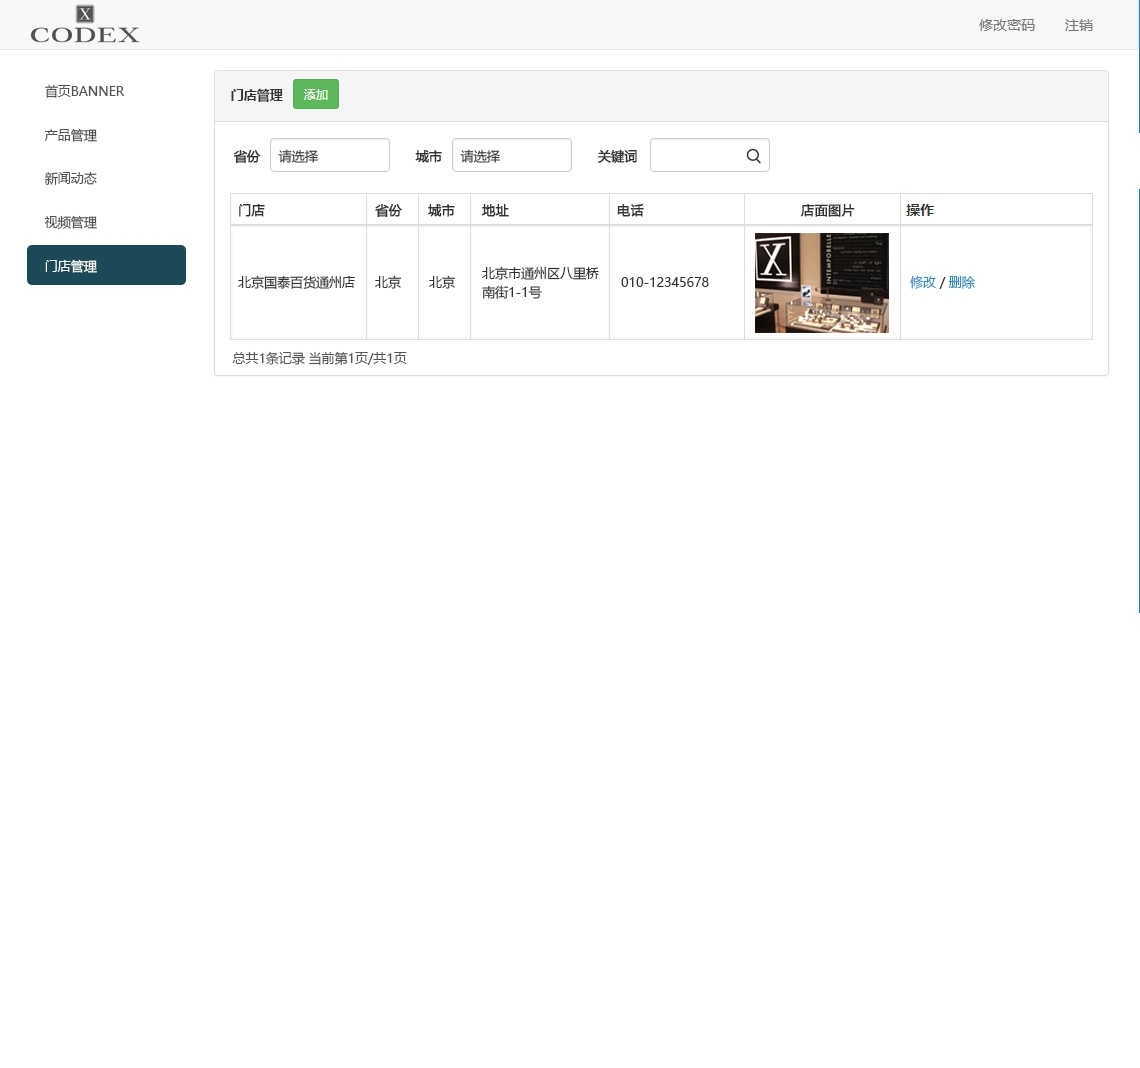 X
CODEX
修改密码 注销
首页BANNER
产品管理
新闻动态
视频管理
门店管理
门店管理 添加
省份 请选择 城市 请选择 关键词
门店 省份 城市 地址 电话 店面图片 操作
北京国泰百货通州店 北京 北京 北京市通州区八里桥
南街1-1号 010-12345678 修改 / 删除
X
INTEMPORELLE
总共1条记录 当前第1页/共1页